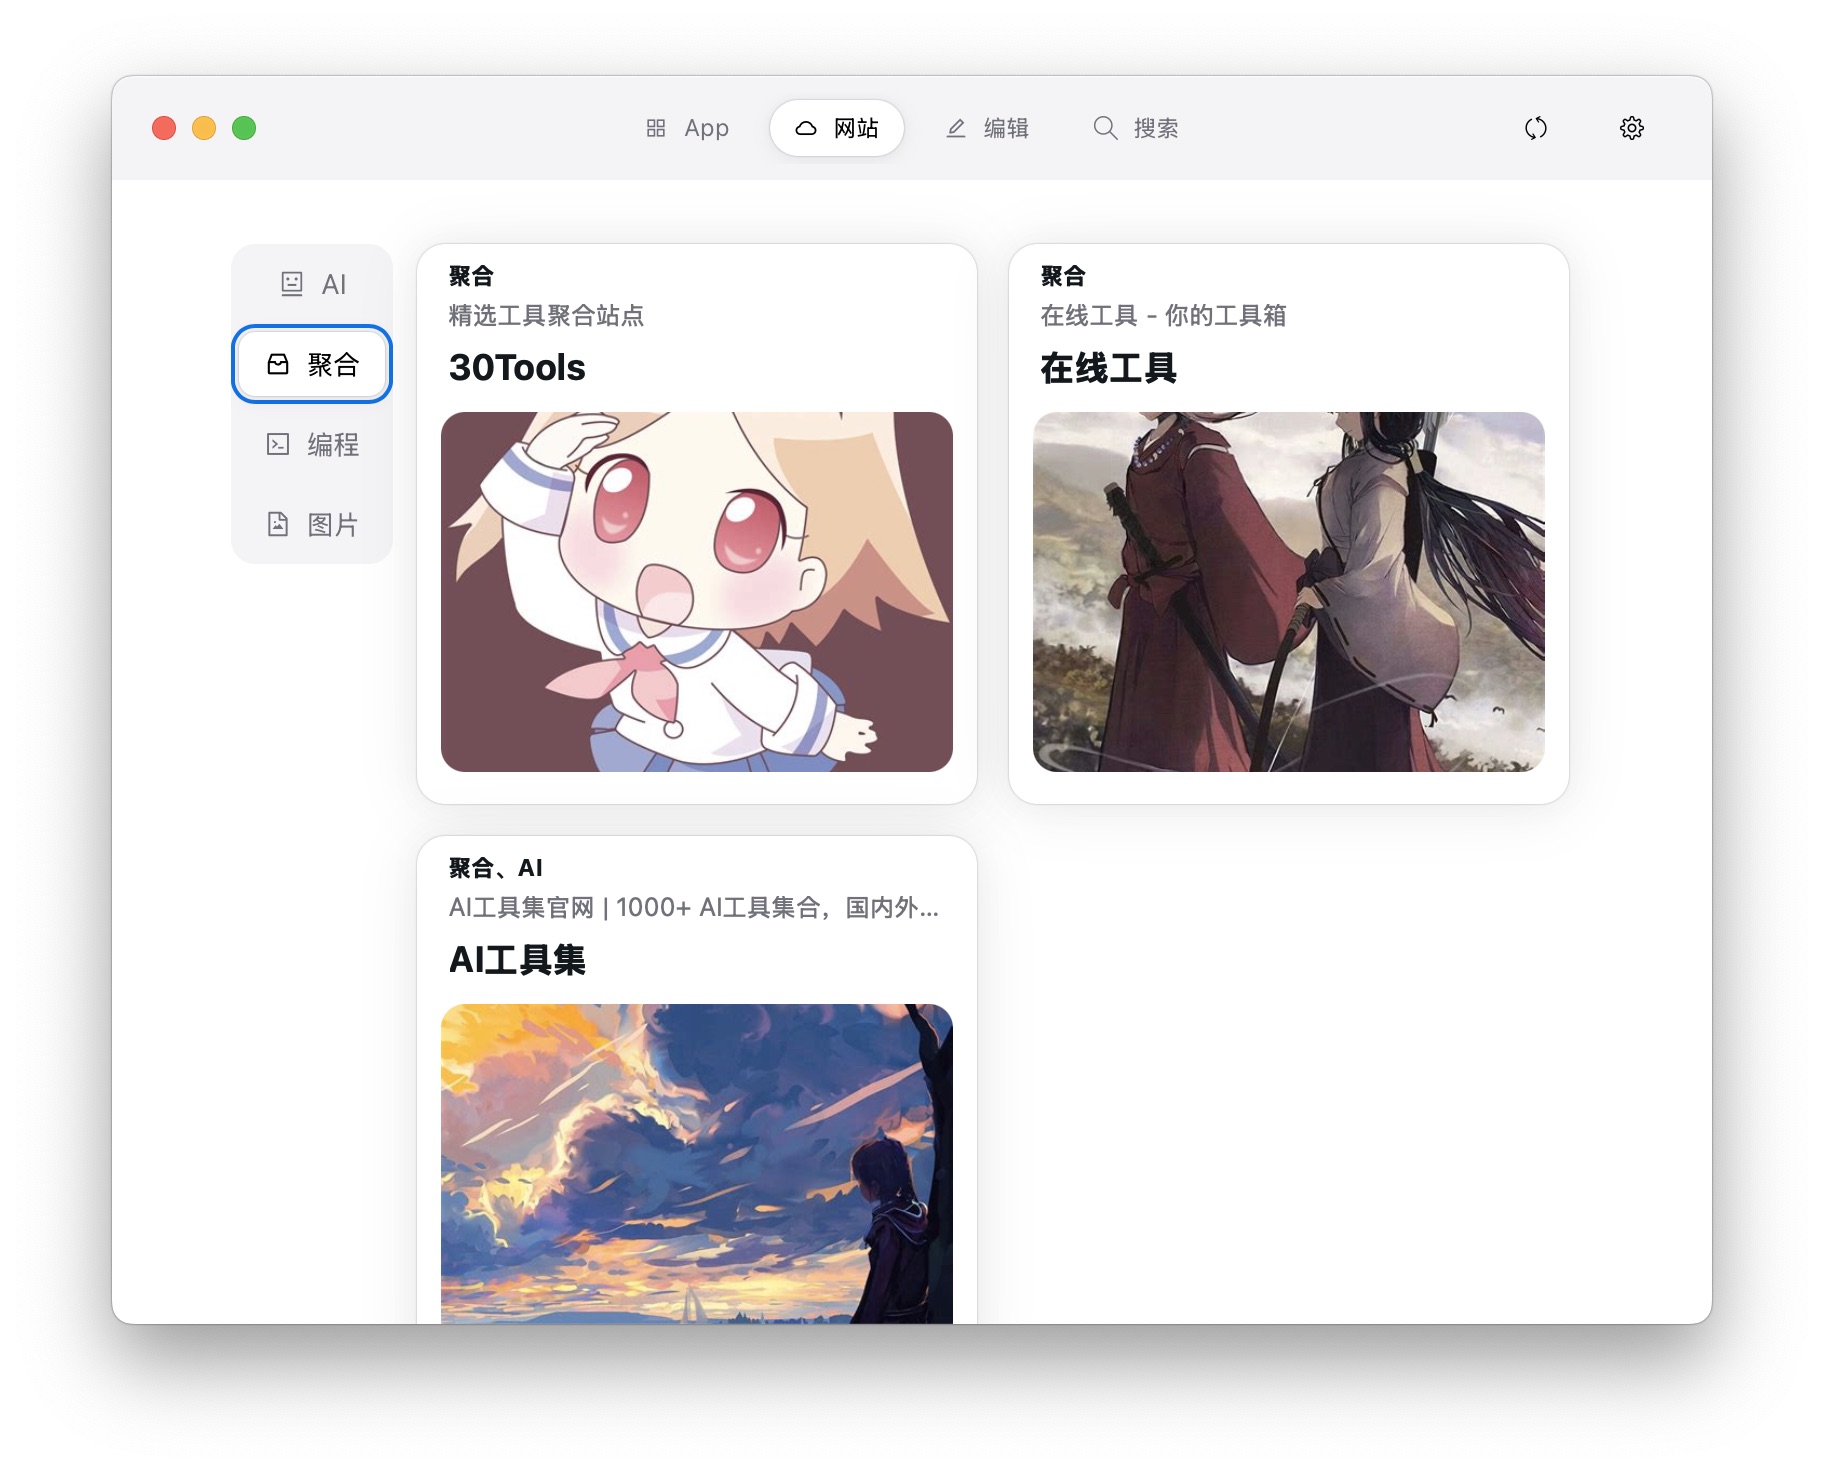 App
网站
编辑
搜索
AI
聚合
编程
图片
聚合
精选工具聚合站点
30Tools
聚合
在线工具 - 你的工具箱
在线工具
聚合、AI
AI工具集官网 | 1000+ AI工具集合，国内外...
AI工具集